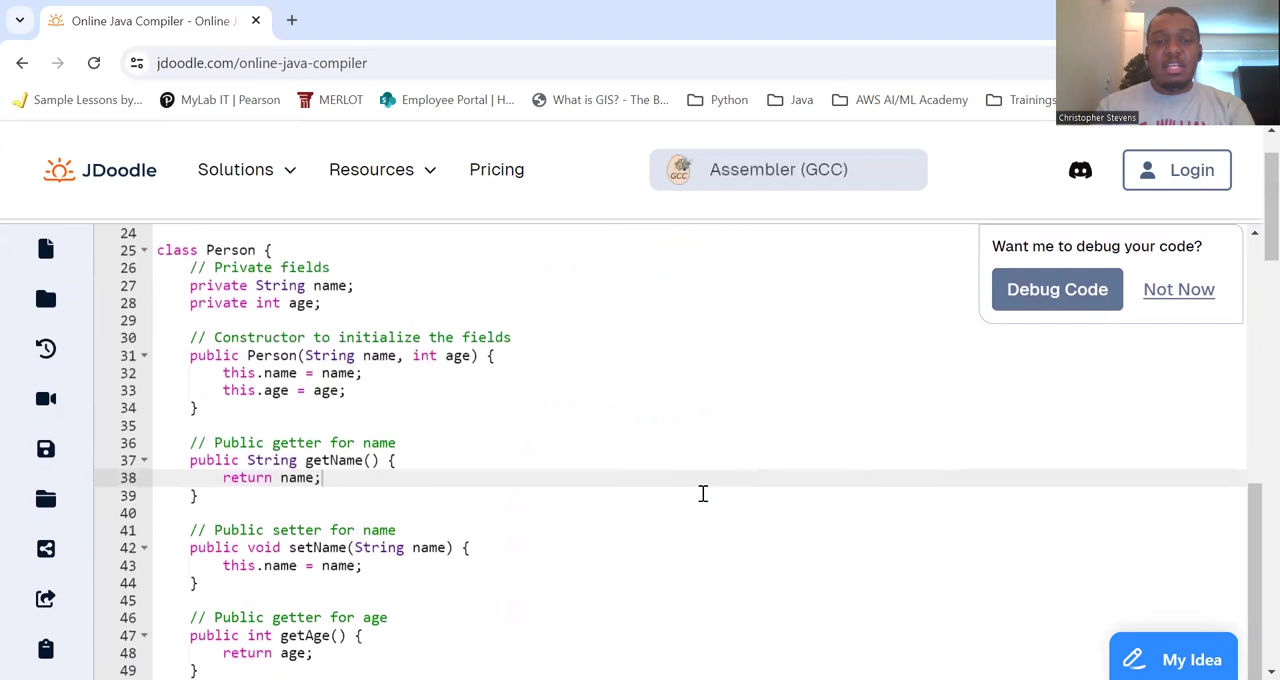 Online Java Compiler - Online J
jdoodle.com/online-java-compiler
Sample Lessons by... MyLab IT | Pearson MERLOT Employee Portal | H... What is GIS? - The B... Python Java AWS AI/ML Academy Trainings
Christopher Stevens
JDoodle Solutions Resources Pricing GCC Assembler (GCC) Login
Want me to debug your code?
Debug Code Not Now
24
25 class Person {
26 // Private fields
27 private String name;
28 private int age;
29
30 // Constructor to initialize the fields
31 public Person(String name, int age) {
32 this.name = name;
33 this.age = age;
34 }
35
36 // Public getter for name
37 public String getName() {
38 return name;
39 }
40
41 // Public setter for name
42 public void setName(String name) {
43 this.name = name;
44 }
45
46 // Public getter for age
47 public int getAge() {
48 return age;
49 }
My Idea